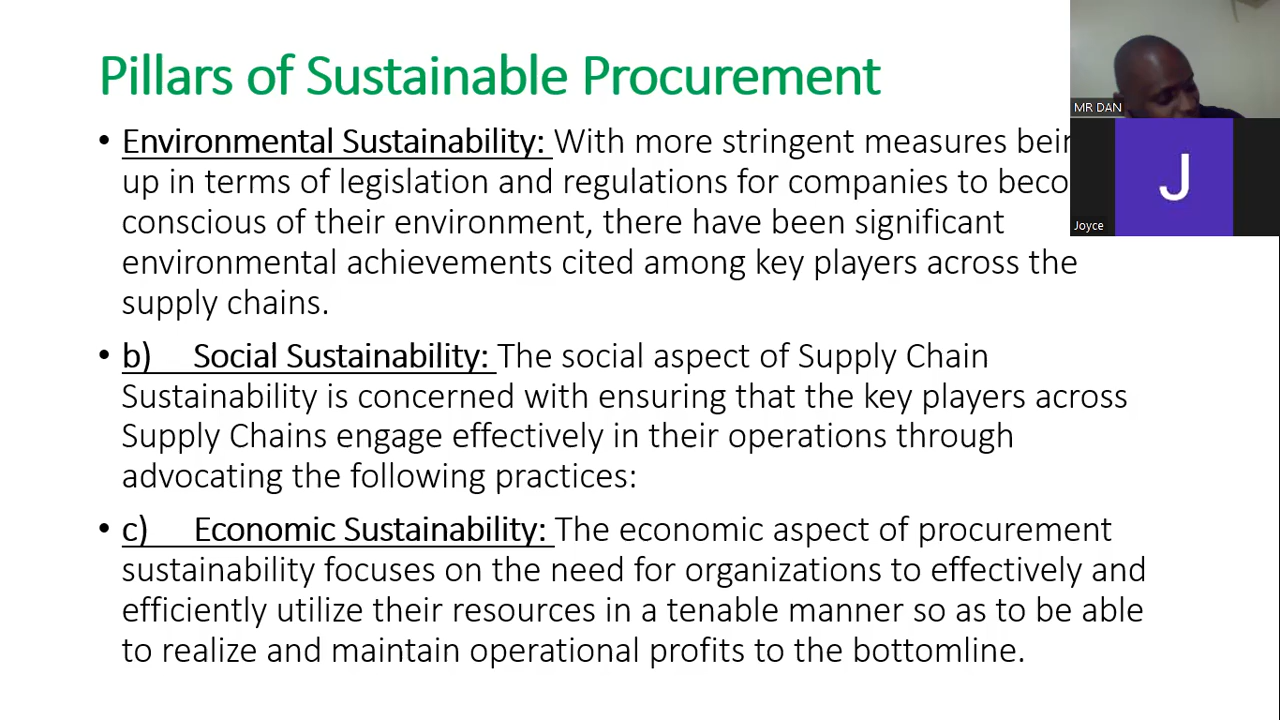 Pillars of Sustainable Procurement
• Environmental Sustainability: With more stringent measures
up in terms of legislation and regulations for companies to
conscious of their environment, there have been significant
environmental achievements cited among key players across the
supply chains.
• b) Social Sustainability: The social aspect of Supply Chain
Sustainability is concerned with ensuring that the key players across
Supply Chains engage effectively in their operations through
advocating the following practices:
• c) Economic Sustainability: The economic aspect of procurement
sustainability focuses on the need for organizations to effectively and
efficiently utilize their resources in a tenable manner so as to be able
to realize and maintain operational profits to the bottomline.
MR DAN
J
Joyce